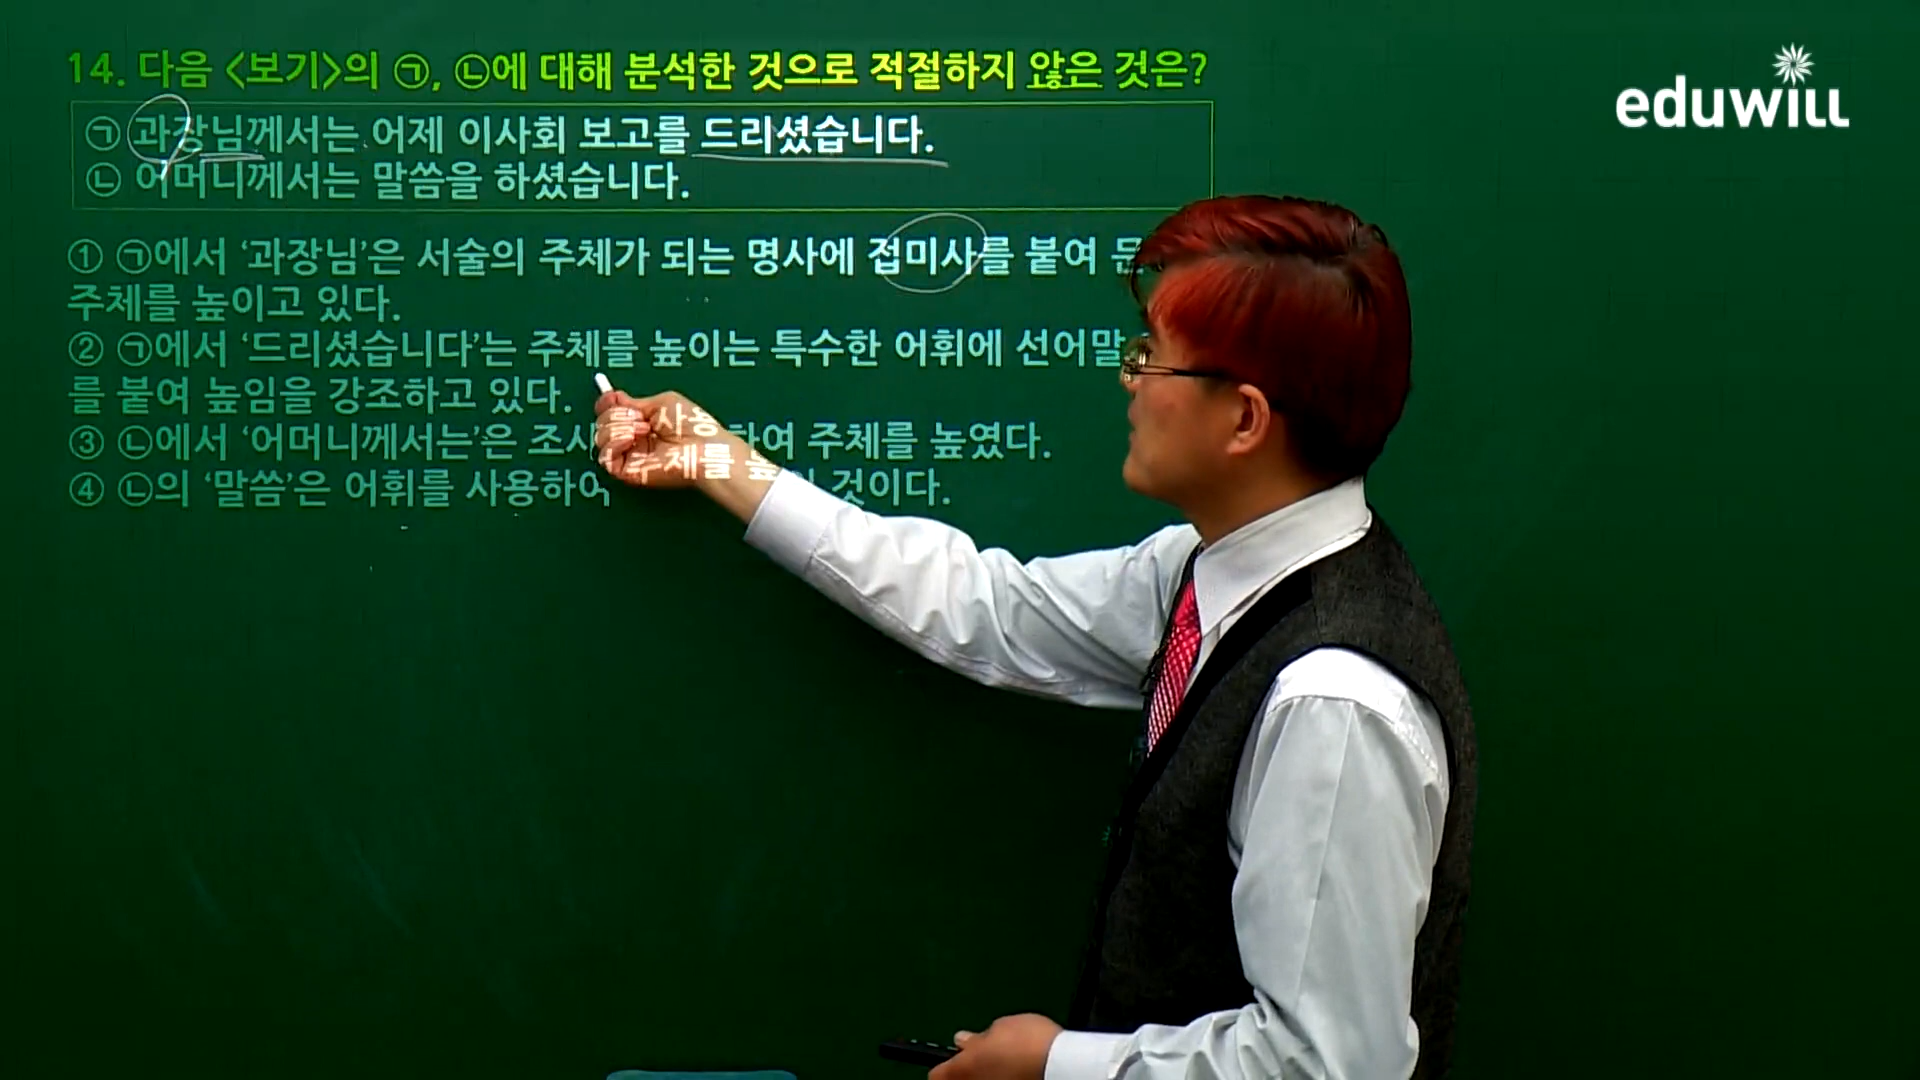 14. 다음 <보기>의 ㉠, ㉡에 대해 분석한 것으로 적절하지 않은 것은?
eduwill
㉠ 과장님께서는 어제 이사회 보고를 드리셨습니다.
㉡ 어머니께서는 말씀을 하셨습니다.
① ㉠에서 ‘과장님’은 서술의 주체가 되는 명사에 접미사를 붙여
주체를 높이고 있다.
② ㉠에서 ‘드리셨습니다’는 주체를 높이는 특수한 어휘에 선어말
를 붙여 높임을 강조하고 있다.
③ ㉡에서 ‘어머니께서는’은 조사를 사용하여 주체를 높였다.
④ ㉡의 ‘말씀’은 어휘를 사용하여 주체를 높인 것이다.